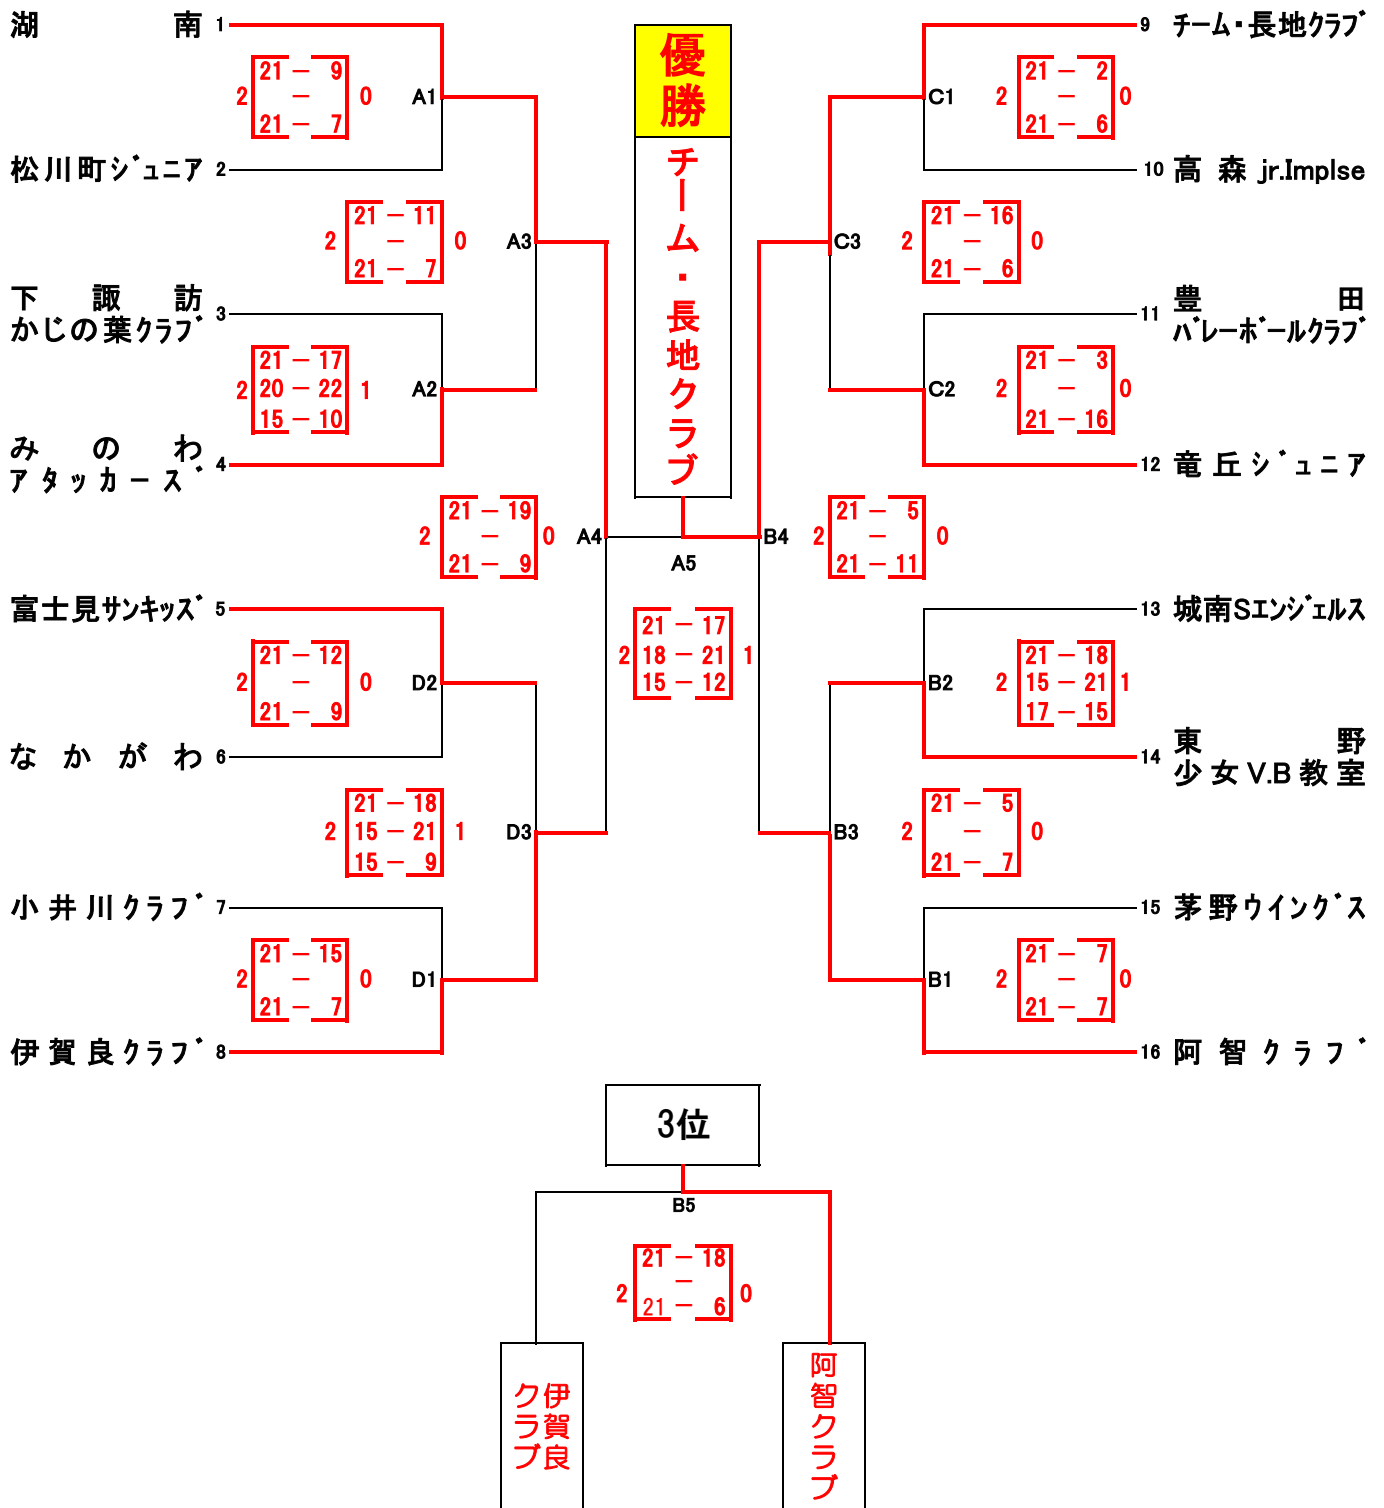 湖南 1
21 － 9
2 － 0
21 － 7
A1
松川町ジュニア 2
21 － 11
2 － 0
21 － 7
A3
下諏訪
かじの葉クラブ 3
21 － 17
2 20 － 22 1
15 － 10
A2
みのわ
アタッカーズ 4
21 － 19
2 － 0
21 － 9
A4
富士見サンキッズ 5
21 － 12
2 － 0
21 － 9
D2
なかがわ 6
21 － 18
2 15 － 21 1
15 － 9
D3
小井川クラブ 7
21 － 15
2 － 0
21 － 7
D1
伊賀良クラブ 8
優勝
チーム・長地クラブ
A5
21 － 17
2 18 － 21 1
15 － 12
9 チーム・長地クラブ
C1
21 － 2
2 － 0
21 － 6
10 高森 jr.Implse
C3
21 － 16
2 － 0
21 － 6
11 豊田
バレーボールクラブ
C2
21 － 3
2 － 0
21 － 16
12 竜丘ジュニア
B4
21 － 5
2 － 0
21 － 11
13 城南Sエンジェルス
B2
21 － 18
2 15 － 21 1
17 － 15
14 東野
少女V.B教室
B3
21 － 5
2 － 0
21 － 7
15 茅野ウイングス
B1
21 － 7
2 － 0
21 － 7
16 阿智クラブ
3位
B5
21 － 18
2 － 0
21 － 6
伊賀良
クラブ
阿智クラブ